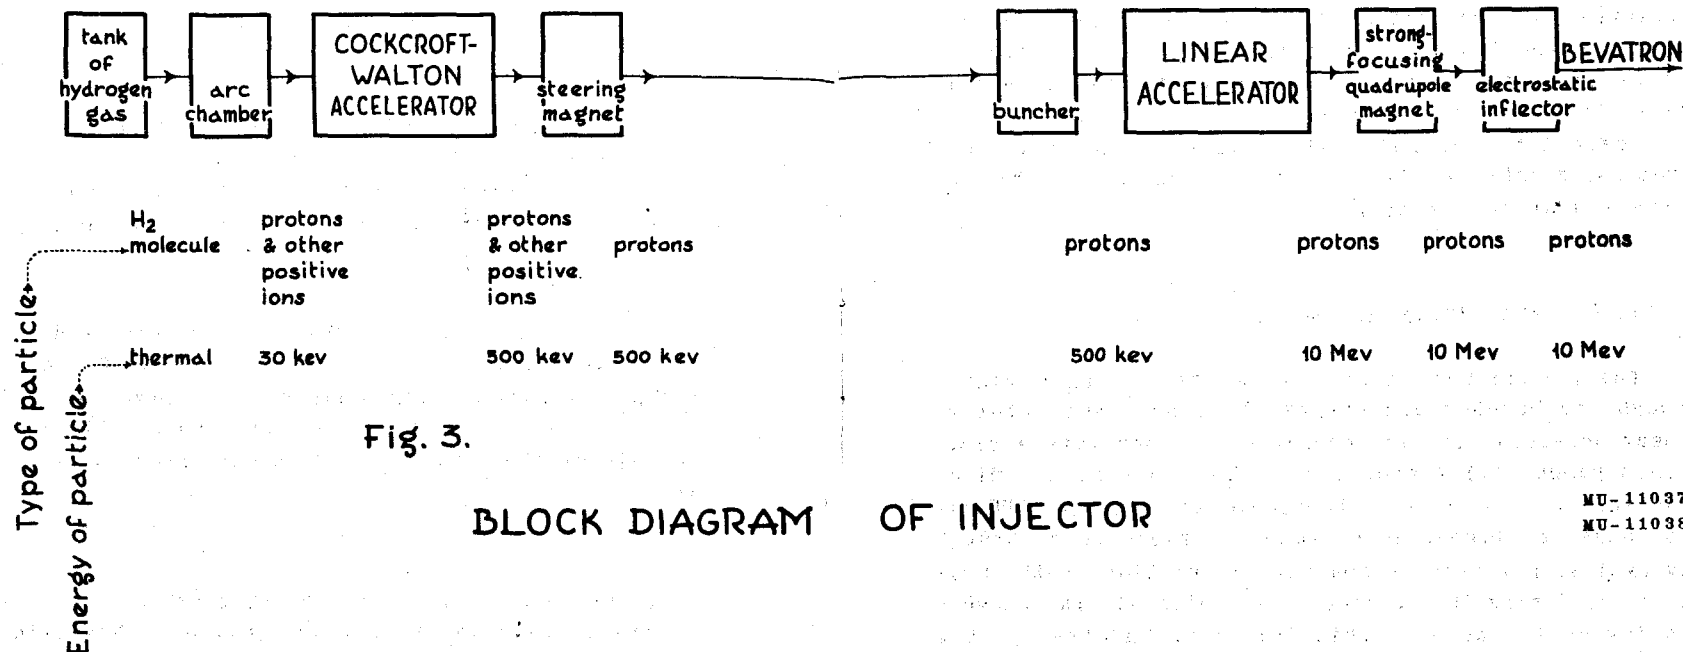 tank
of
hydrogen
gas
arc
chamber
COCKCROFT-
WALTON
ACCELERATOR
steering
magnet
buncher
LINEAR
ACCELERATOR
strong-
focusing
quadrupole
magnet
electrostatic
inflector
BEVATRON
Type of particle
H2
molecule
protons
& other
positive
ions
protons
& other
positive
ions
protons
protons
protons
protons
protons
Energy of particle
thermal
30 kev
500 kev
500 kev
500 kev
10 Mev
10 Mev
10 Mev
Fig. 3.
BLOCK DIAGRAM OF INJECTOR
MU-11037
MU-11038